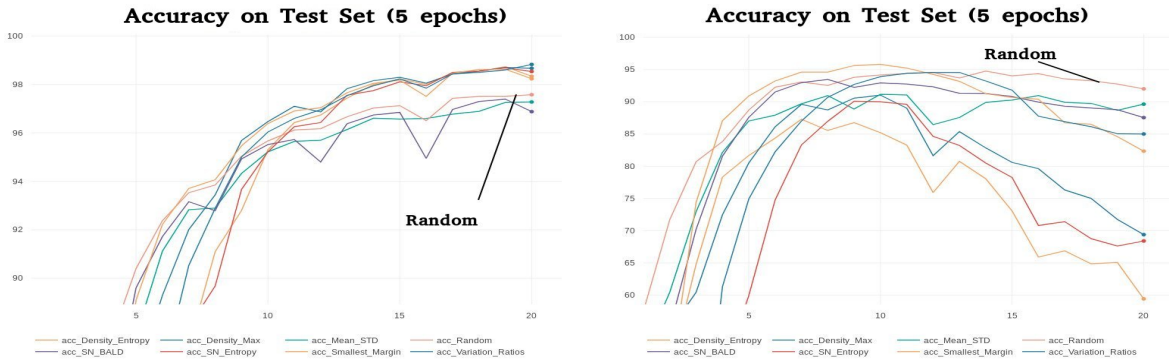 Accuracy on Test Set (5 epochs)
100
98
96
94
92
90
5
10
15
20
Random
acc_Density_Entropy acc_Density_Max acc_Mean_STD acc_Random
acc_SN_BALD acc_SN_Entropy acc_Smallest_Margin acc_Variation_Ratios
Accuracy on Test Set (5 epochs)
100
95
90
85
80
75
70
65
60
5
10
15
20
Random
acc_Density_Entropy acc_Density_Max acc_Mean_STD acc_Random
acc_SN_BALD acc_SN_Entropy acc_Smallest_Margin acc_Variation_Ratios